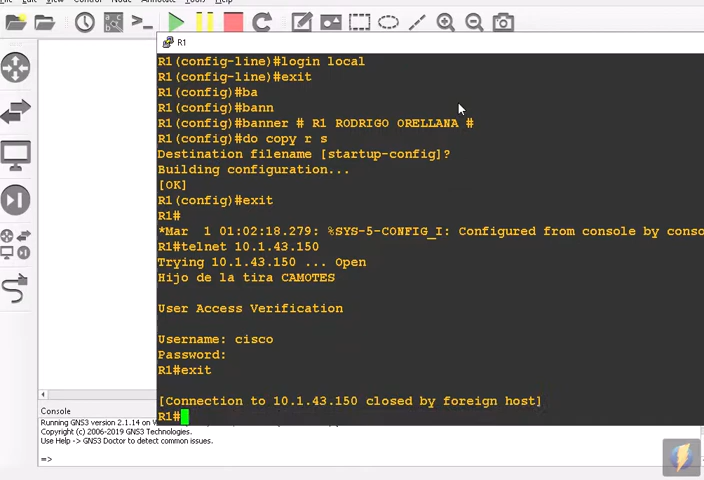 R1
R1(config-line)#login local
R1(config-line)#exit
R1(config)#ba
R1(config)#bann
R1(config)#banner # R1 RODRIGO ORELLANA #
R1(config)#do copy r s
Destination filename [startup-config]?
Building configuration...
[OK]
R1(config)#exit
R1#
*Mar  1 01:02:18.279: %SYS-5-CONFIG_I: Configured from console by conso
R1#telnet 10.1.43.150
Trying 10.1.43.150 ... Open
Hijo de la tira CAMOTES
User Access Verification
Username: cisco
Password:
R1#exit
[Connection to 10.1.43.150 closed by foreign host]
R1#
Console
Running GNS3 version 2.1.14 on
Copyright (c) 2006-2019 GNS3 Technologies.
Use Help -> GNS3 Doctor to detect common issues.
=>